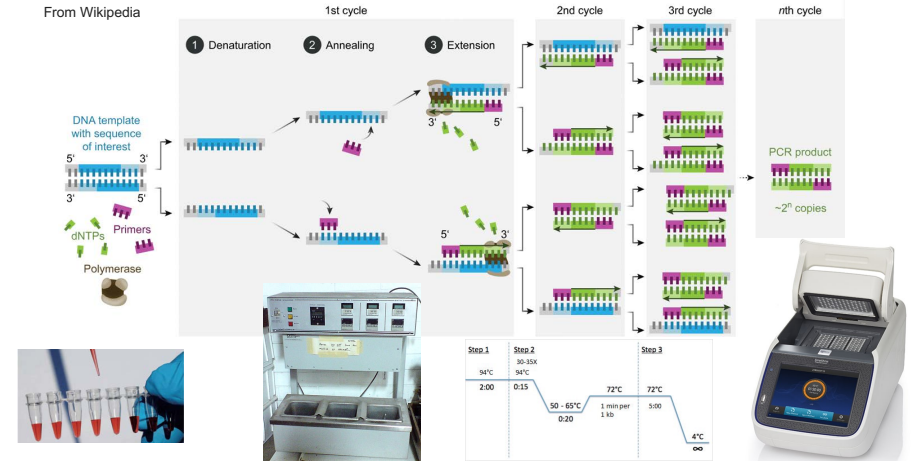 From Wikipedia
1st cycle
2nd cycle
3rd cycle
nth cycle
1 Denaturation
2 Annealing
3 Extension
DNA template
with sequence
of interest
5' 3'
3' 5'
dNTPs
Primers
Polymerase
3' 5'
5' 3'
PCR product
~2ⁿ copies
Step 1
94°C
2:00
Step 2
30-35X
94°C
0:15
50 - 65°C
0:20
72°C
1 min per
1 kb
Step 3
72°C
5:00
4°C
∞